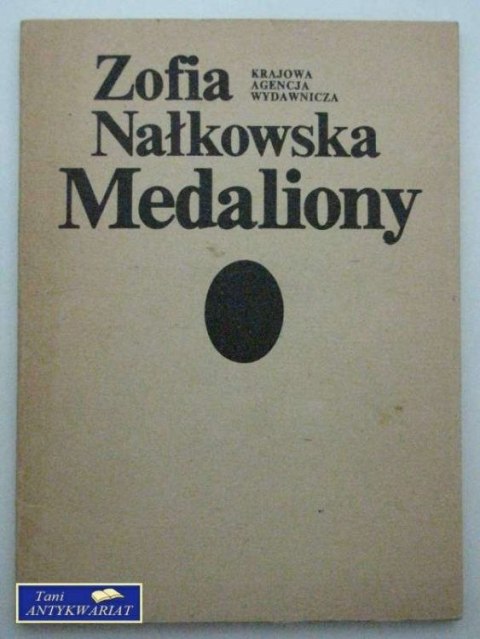 Zofia
KRAJOWA
AGENCJA
WYDAWNICZA
Nałkowska
Medaliony
Tani
ANTYKWARIAT